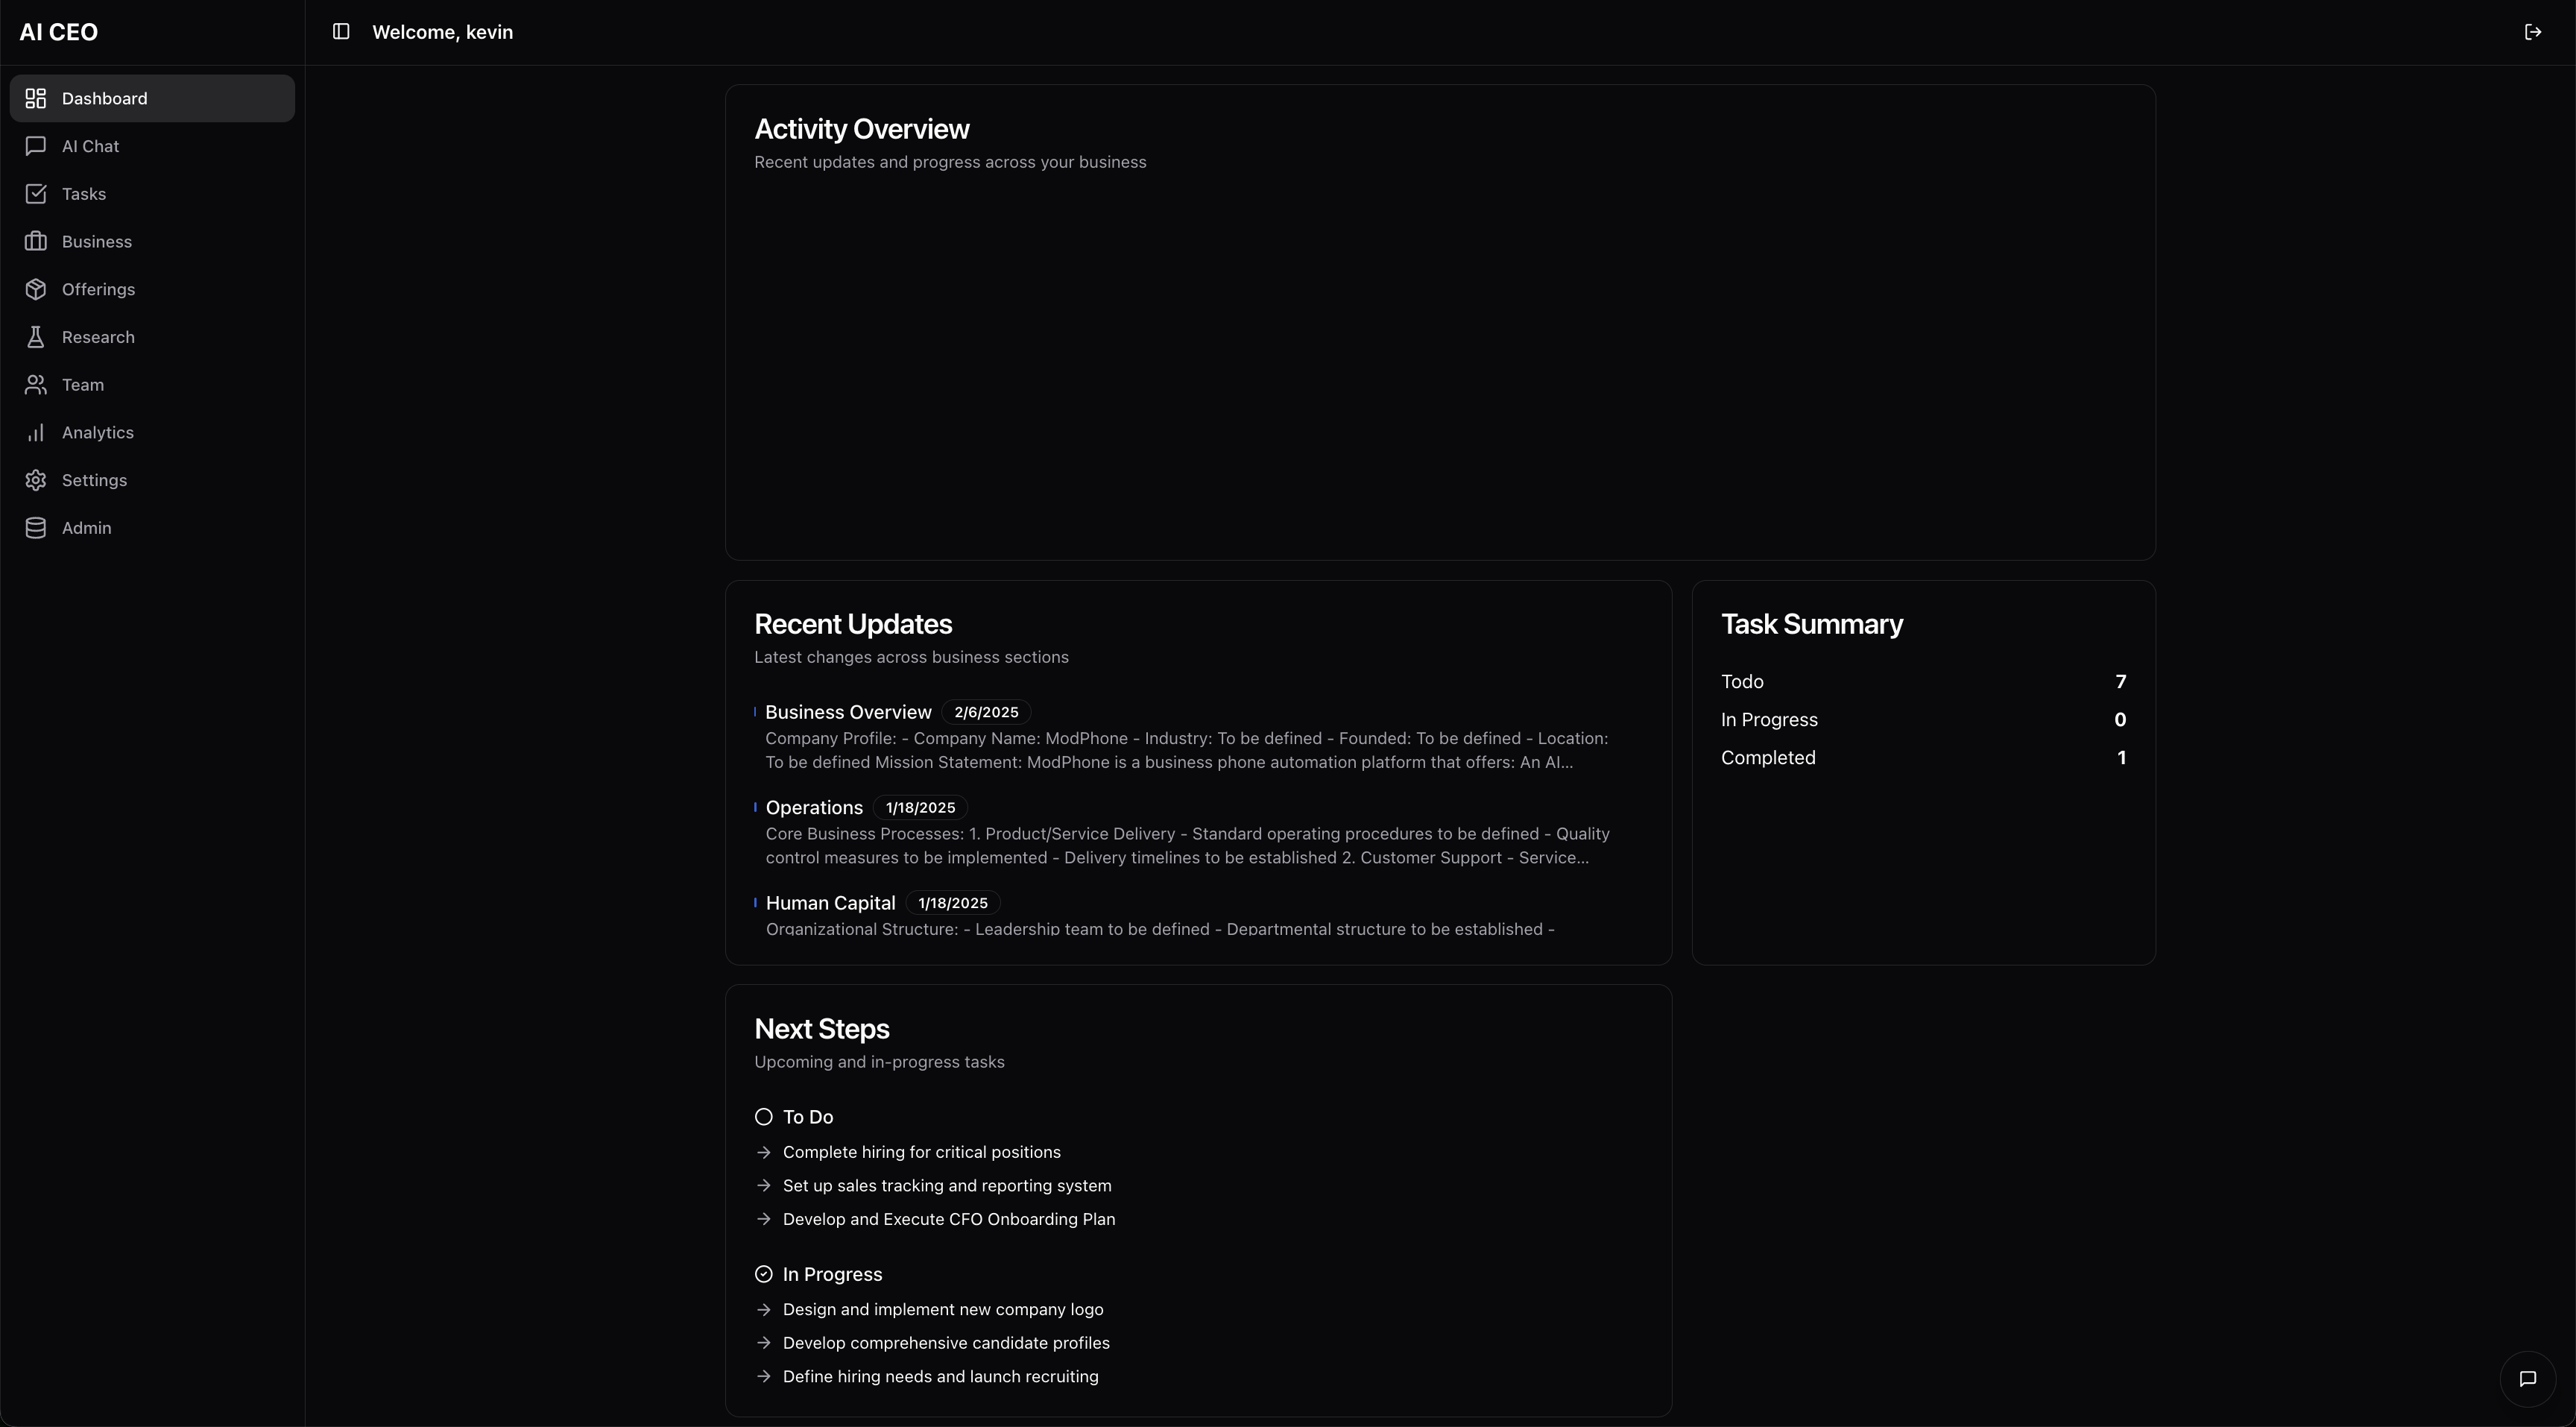 AI CEO
Welcome, kevin
Dashboard
AI Chat
Tasks
Business
Offerings
Research
Team
Analytics
Settings
Admin
Activity Overview
Recent updates and progress across your business
Recent Updates
Latest changes across business sections
Business Overview 2/6/2025
Company Profile: - Company Name: ModPhone - Industry: To be defined - Founded: To be defined - Location:
To be defined Mission Statement: ModPhone is a business phone automation platform that offers: An AI...
Operations 1/18/2025
Core Business Processes: 1. Product/Service Delivery - Standard operating procedures to be defined - Quality
control measures to be implemented - Delivery timelines to be established 2. Customer Support - Service...
Human Capital 1/18/2025
Organizational Structure: - Leadership team to be defined - Departmental structure to be established -
Task Summary
Todo 7
In Progress 0
Completed 1
Next Steps
Upcoming and in-progress tasks
To Do
Complete hiring for critical positions
Set up sales tracking and reporting system
Develop and Execute CFO Onboarding Plan
In Progress
Design and implement new company logo
Develop comprehensive candidate profiles
Define hiring needs and launch recruiting